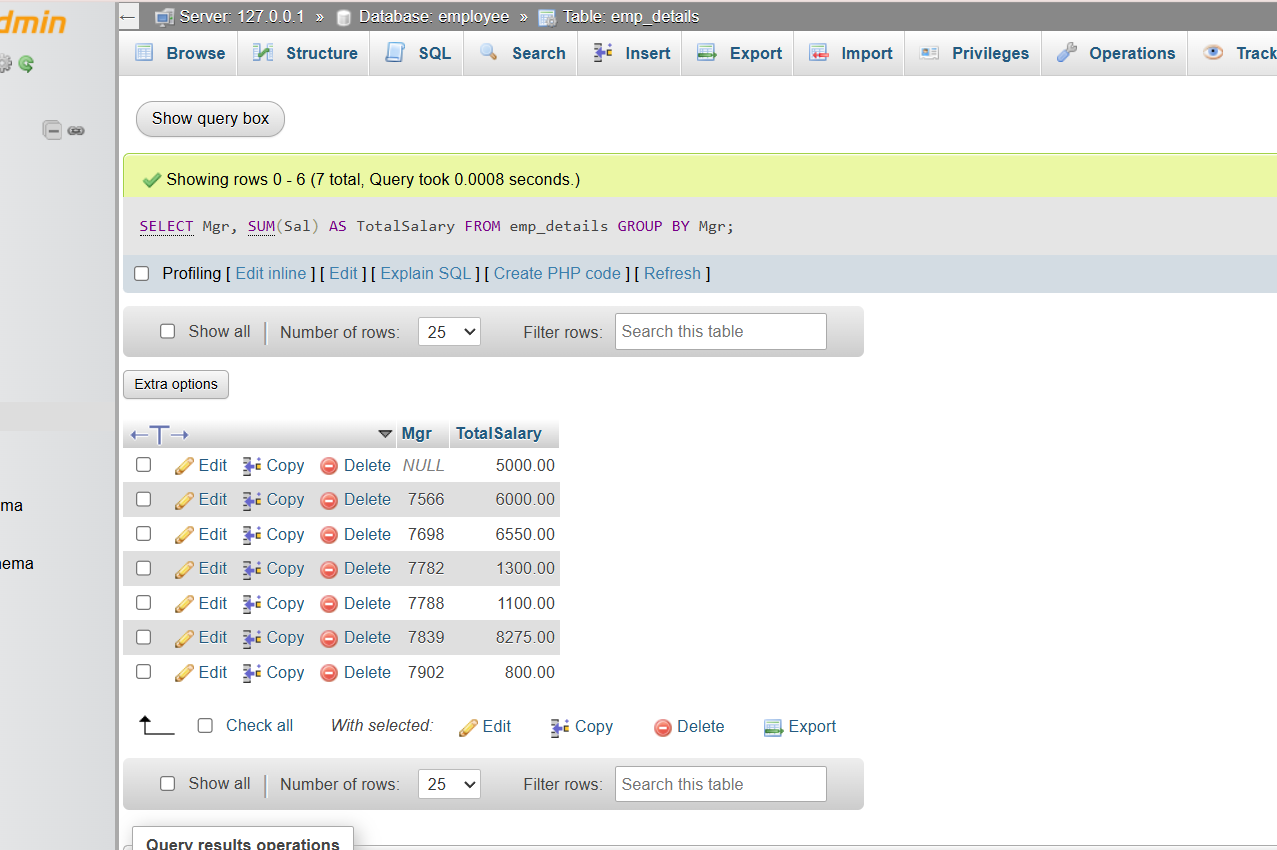 dmin
Server: 127.0.0.1 » Database: employee » Table: emp_details
Browse Structure SQL Search Insert Export Import Privileges Operations Track
Show query box
Showing rows 0 - 6 (7 total, Query took 0.0008 seconds.)
SELECT Mgr, SUM(Sal) AS TotalSalary FROM emp_details GROUP BY Mgr;
Profiling [ Edit inline ] [ Edit ] [ Explain SQL ] [ Create PHP code ] [ Refresh ]
Show all | Number of rows: 25 Filter rows: Search this table
Extra options
Mgr TotalSalary
Edit Copy Delete NULL 5000.00
Edit Copy Delete 7566 6000.00
ma
Edit Copy Delete 7698 6550.00
hema
Edit Copy Delete 7782 1300.00
Edit Copy Delete 7788 1100.00
Edit Copy Delete 7839 8275.00
Edit Copy Delete 7902 800.00
Check all With selected: Edit Copy Delete Export
Show all | Number of rows: 25 Filter rows: Search this table
Query results operations